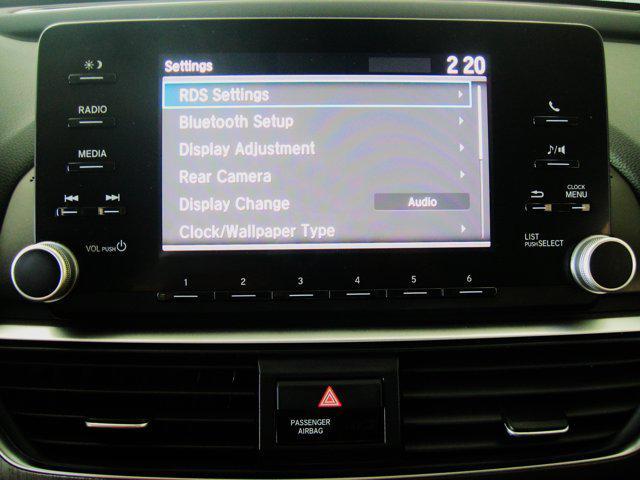 Settings
2 20
RADIO
MEDIA
VOL PUSH
RDS Settings
Bluetooth Setup
Display Adjustment
Rear Camera
Display Change
Audio
Clock/Wallpaper Type
CLOCK
MENU
LIST
PUSH SELECT
1 2 3 4 5 6
PASSENGER
AIRBAG